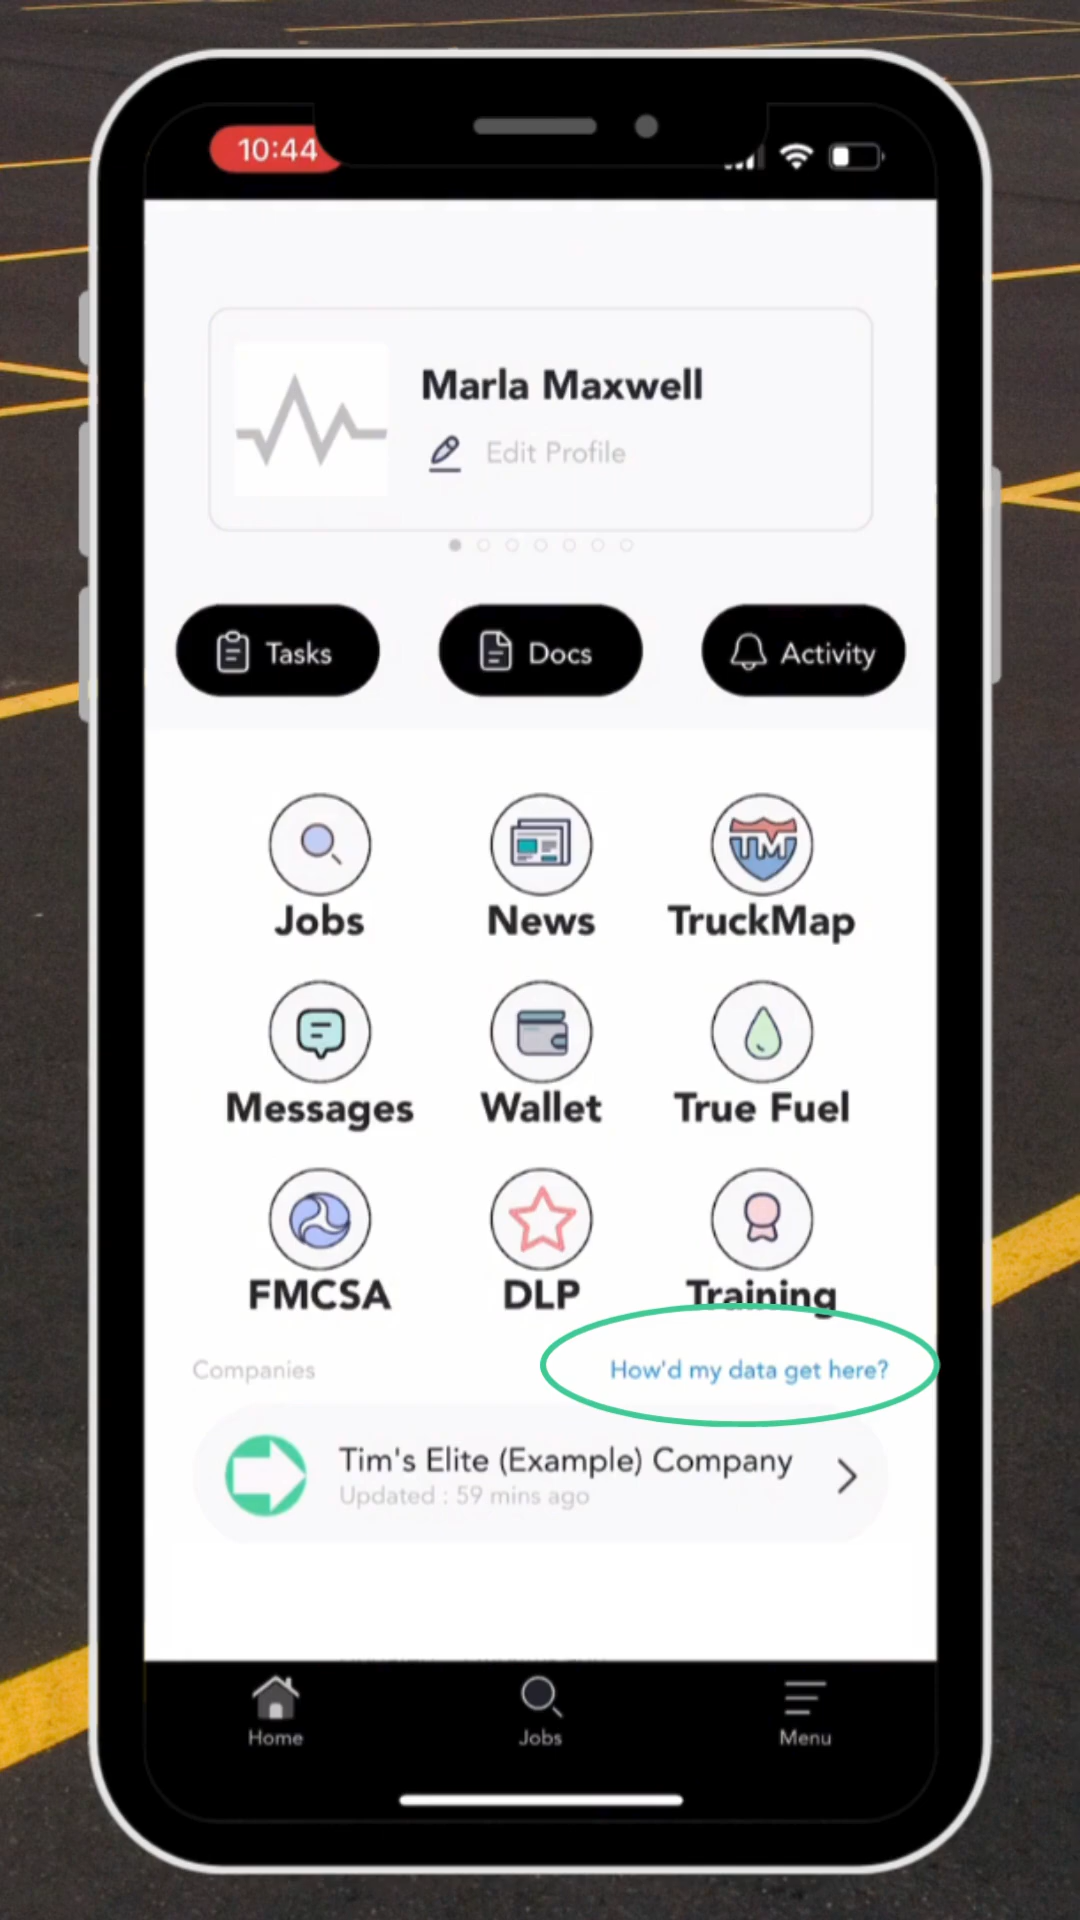 10:44
Marla Maxwell
Edit Profile
Tasks
Docs
Activity
Jobs
News
TruckMap
TM
Messages
Wallet
True Fuel
FMCSA
DLP
Training
Companies
How'd my data get here?
Tim's Elite (Example) Company
Updated : 59 mins ago
Home
Jobs
Menu